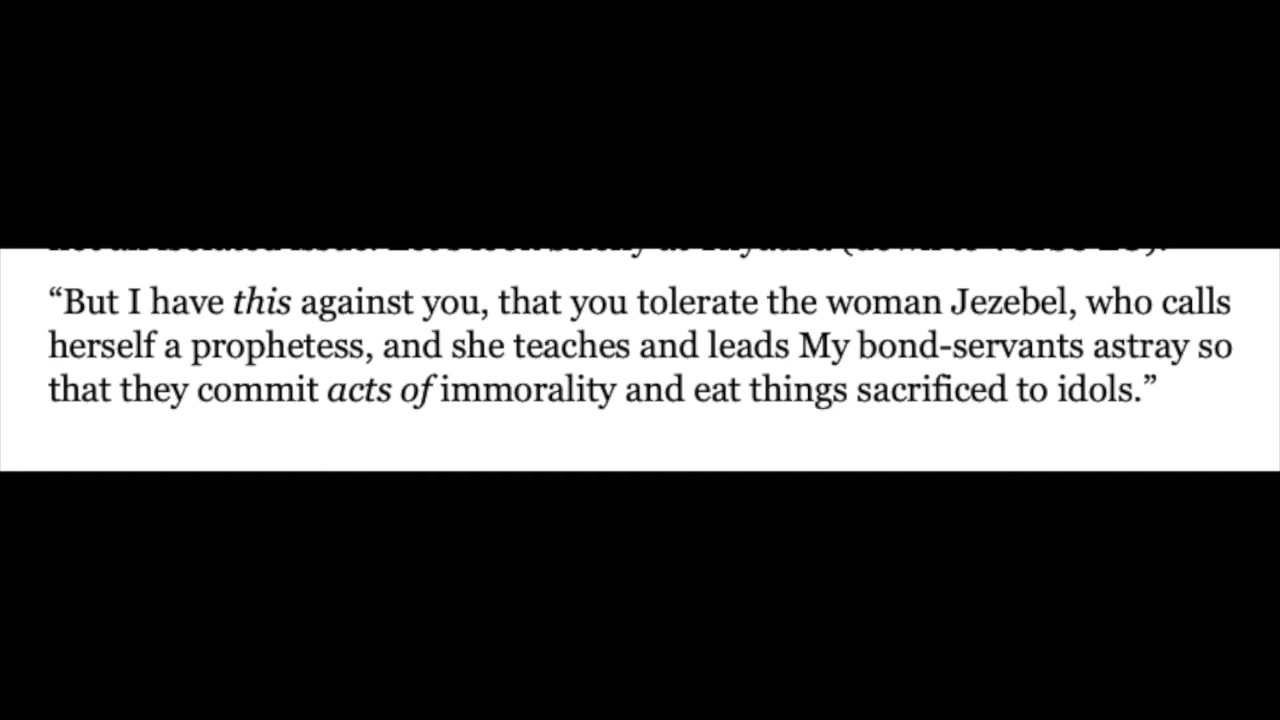 “But I have this against you, that you tolerate the woman Jezebel, who calls
herself a prophetess, and she teaches and leads My bond-servants astray so
that they commit acts of immorality and eat things sacrificed to idols.”